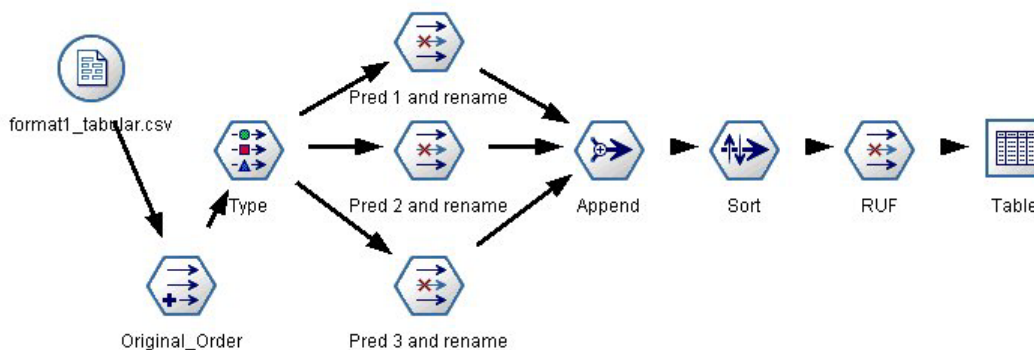 Pred 1 and rename
format1_tabular.csv
Type
Pred 2 and rename
Append
Sort
RUF
Table
Original_Order
Pred 3 and rename